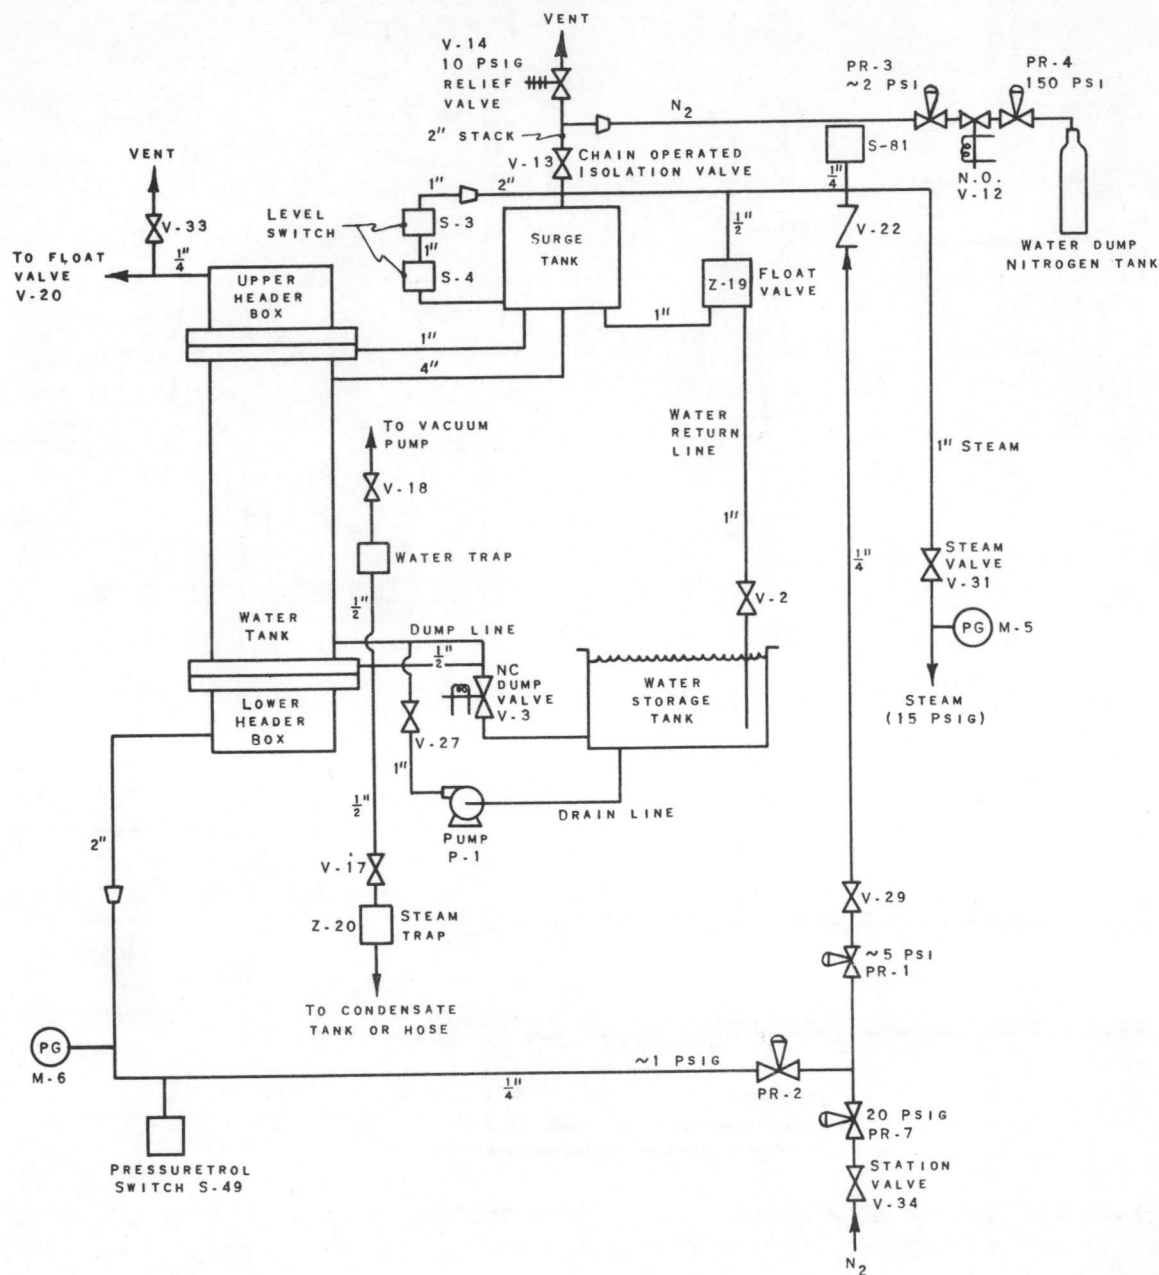 VENT
V-14
10 PSIG
RELIEF
VALVE
PR-3
~2 PSI
PR-4
150 PSI
N2
2" STACK
V-13
CHAIN OPERATED
ISOLATION VALVE
S-81
N.O.
V-12
WATER DUMP
NITROGEN TANK
VENT
V-33
1/4"
TO FLOAT
VALVE
V-20
LEVEL
SWITCH
1"
2"
S-3
1"
S-4
SURGE
TANK
1/2"
1/4"
V-22
Z-19
FLOAT
VALVE
UPPER
HEADER
BOX
1"
4"
1"
WATER
RETURN
LINE
1" STEAM
TO VACUUM
PUMP
V-18
1"
WATER TRAP
1/2"
V-2
1/4"
STEAM
VALVE
V-31
PG
M-5
STEAM
(15 PSIG)
WATER
TANK
DUMP LINE
1/2"
NC
DUMP
VALVE
V-3
WATER
STORAGE
TANK
LOWER
HEADER
BOX
V-27
1"
1/2"
PUMP
P-1
DRAIN LINE
2"
V-17
Z-20
STEAM
TRAP
V-29
~5 PSI
PR-1
TO CONDENSATE
TANK OR HOSE
PG
M-6
~1 PSIG
1/4"
PR-2
20 PSIG
PR-7
PRESSURETROL
SWITCH S-49
STATION
VALVE
V-34
N2